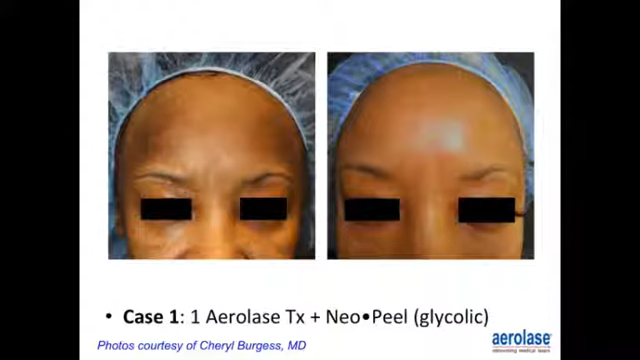 • Case 1: 1 Aerolase Tx + Neo•Peel (glycolic)
Photos courtesy of Cheryl Burgess, MD
aerolase®